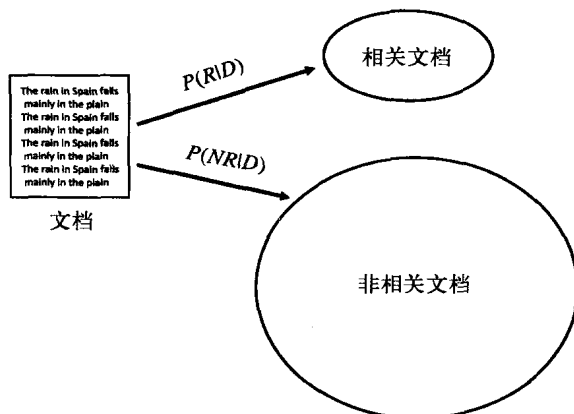 相关文档
P(R|D)
The rain in Spain falls
mainly in the plain
The rain in Spain falls
mainly in the plain
The rain in Spain falls
mainly in the plain
The rain in Spain falls
mainly in the plain
P(NR|D)
文档
非相关文档